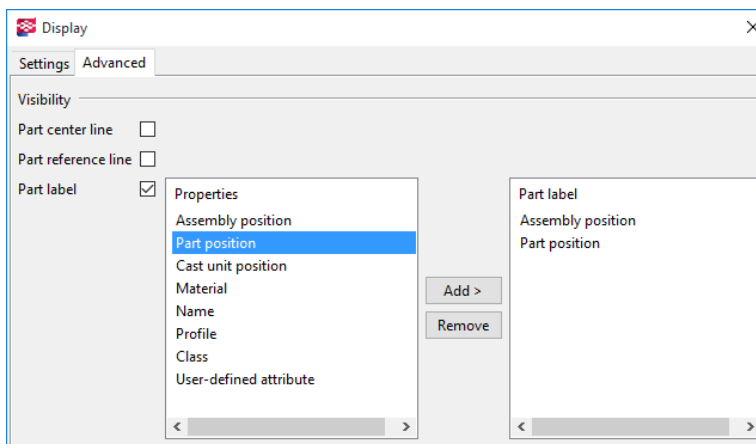 Display
Settings Advanced
Visibility
Part center line
Part reference line
Part label
Properties
Assembly position
Part position
Cast unit position
Material
Name
Profile
Class
User-defined attribute
Add >
Remove
Part label
Assembly position
Part position